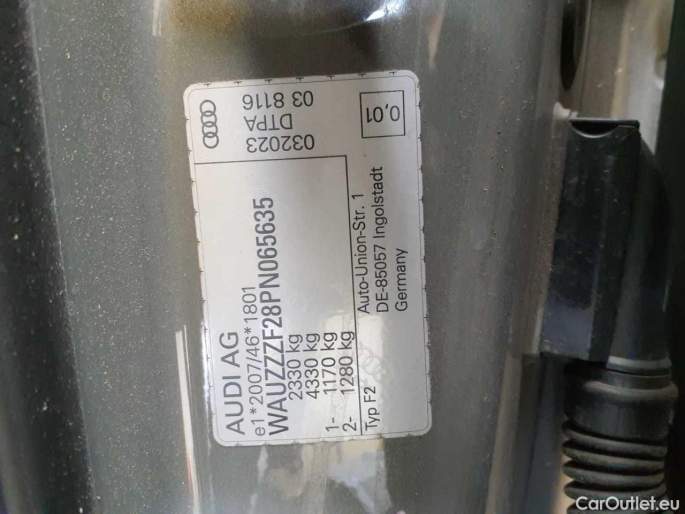 AUDI AG
e1*2007/46*1801
WAUZZZF28PN065635
2330 kg
4330 kg
1- 1170 kg
2- 1280 kg
Typ F2
032023
DTPA
03 8116
0,01
Auto-Union-Str. 1
DE-85057 Ingolstadt
Germany
CarOutlet.eu